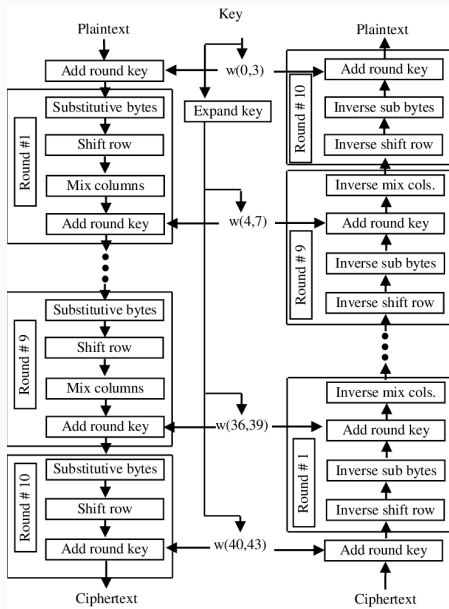 Plaintext
Add round key
Round #1
Substitutive bytes
Shift row
Mix columns
Add round key
Round # 9
Substitutive bytes
Shift row
Mix columns
Add round key
Round # 10
Substitutive bytes
Shift row
Add round key
Ciphertext
Key
w(0,3)
Expand key
w(4,7)
w(36,39)
w(40,43)
Plaintext
Round # 10
Add round key
Inverse sub bytes
Inverse shift row
Round # 9
Inverse mix cols.
Add round key
Inverse sub bytes
Inverse shift row
Round # 1
Inverse mix cols.
Add round key
Inverse sub bytes
Inverse shift row
Add round key
Ciphertext